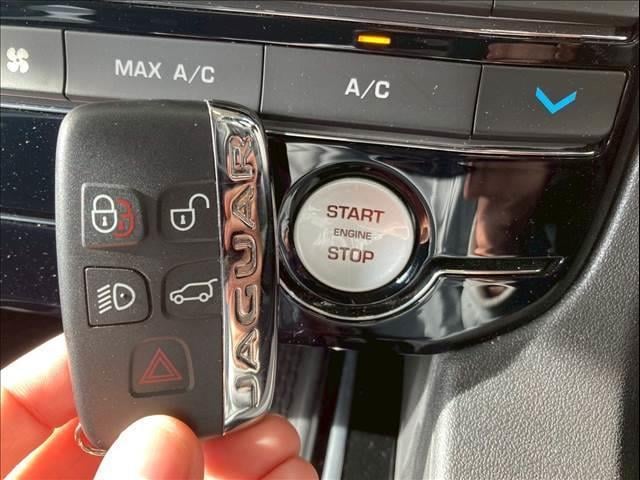 MAX A/C
A/C
START
ENGINE
STOP
JAGUAR